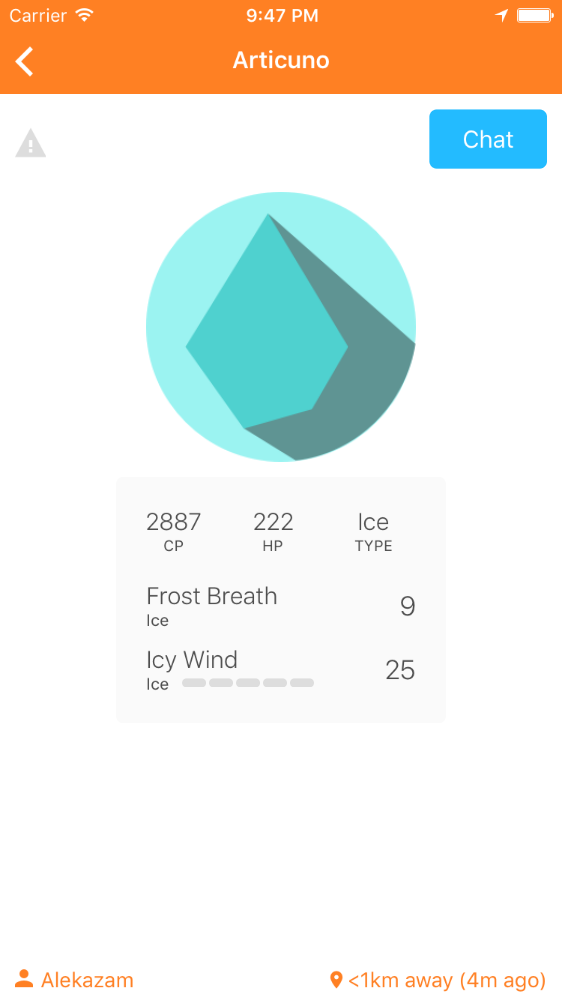 Carrier 9:47 PM
Articuno
Chat
2887 222 Ice
CP HP TYPE
Frost Breath 9
Ice
Icy Wind 25
Ice
Alekazam <1km away (4m ago)